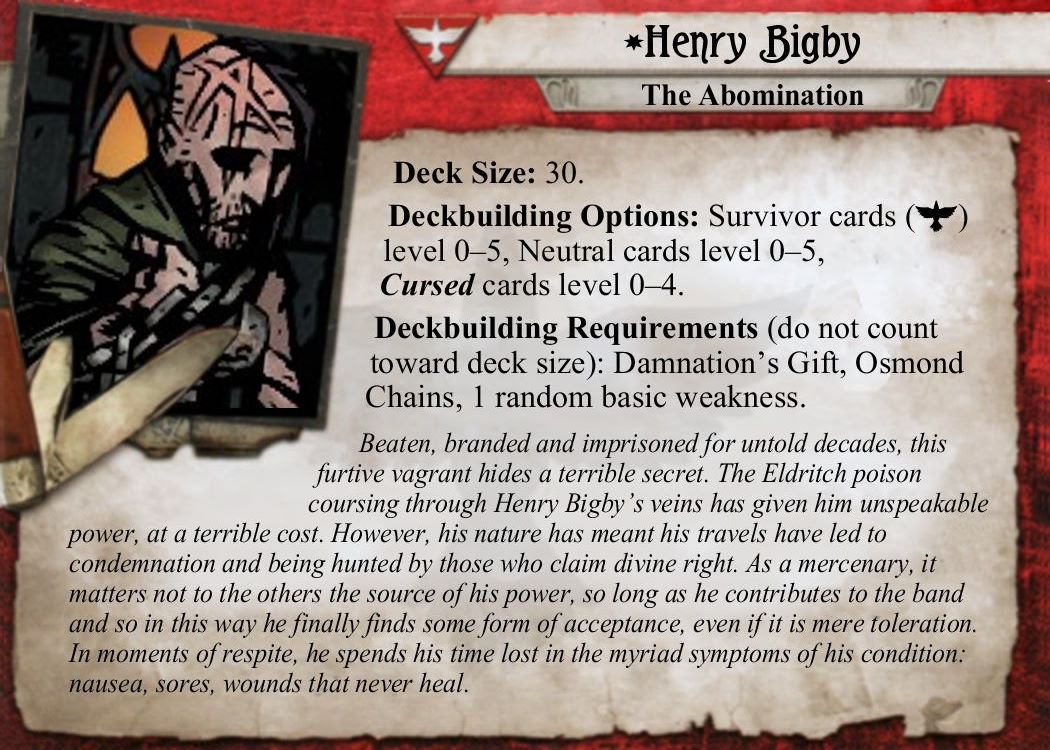 Henry Bigby
The Abomination
Deck Size: 30.
Deckbuilding Options: Survivor cards ( )
level 0–5, Neutral cards level 0–5,
Cursed cards level 0–4.
Deckbuilding Requirements (do not count
toward deck size): Damnation’s Gift, Osmond
Chains, 1 random basic weakness.
Beaten, branded and imprisoned for untold decades, this
furtive vagrant hides a terrible secret. The Eldritch poison
coursing through Henry Bigby’s veins has given him unspeakable
power, at a terrible cost. However, his nature has meant his travels have led to
condemnation and being hunted by those who claim divine right. As a mercenary, it
matters not to the others the source of his power, so long as he contributes to the band
and so in this way he finally finds some form of acceptance, even if it is mere toleration.
In moments of respite, he spends his time lost in the myriad symptoms of his condition:
nausea, sores, wounds that never heal.